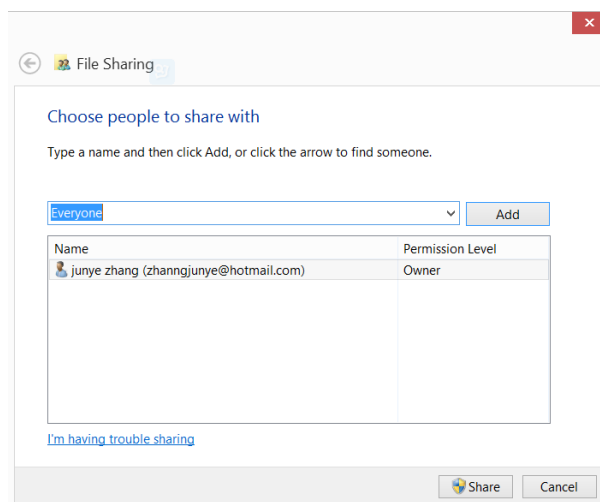 File Sharing
Choose people to share with
Type a name and then click Add, or click the arrow to find someone.
Everyone
Add
Name Permission Level
junye zhang (zhanngjunye@hotmail.com) Owner
I'm having trouble sharing
Share Cancel